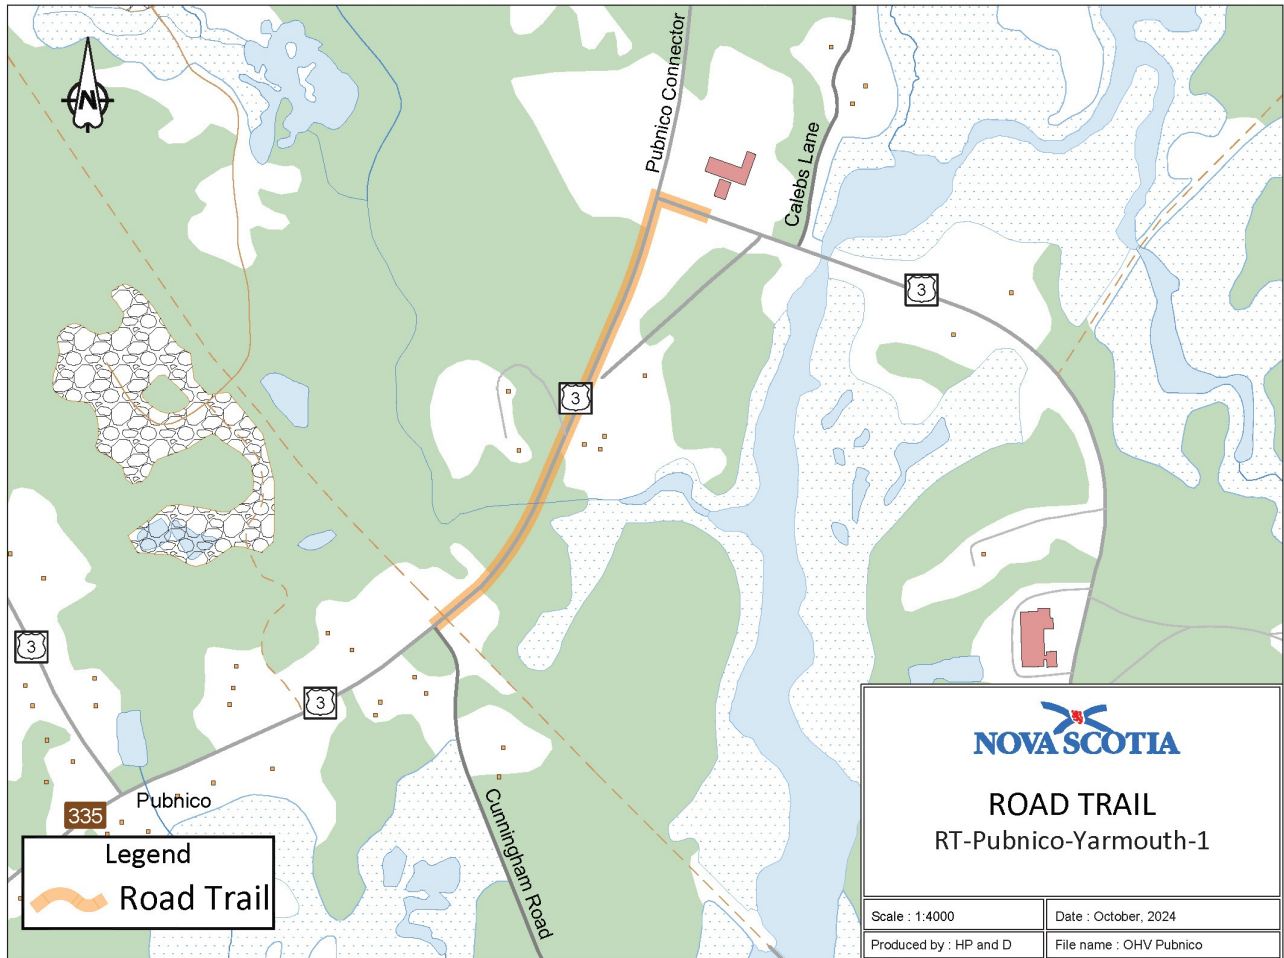 N
Pubnico Connector
Calebs Lane
3
3
3
3
335
Pubnico
Cunningham Road
Legend
Road Trail
NOVA SCOTIA
ROAD TRAIL
RT-Pubnico-Yarmouth-1
Scale : 1:4000
Date : October, 2024
Produced by : HP and D
File name : OHV Pubnico